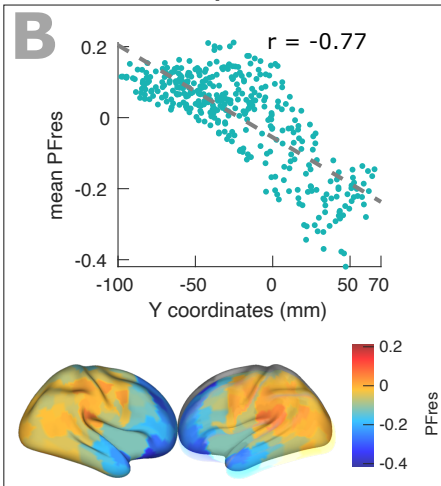 B
r = -0.77
mean PFres
0.2
0
-0.2
-0.4
-100
-50
0
50
70
Y coordinates (mm)
0.2
0
-0.2
-0.4
PFres